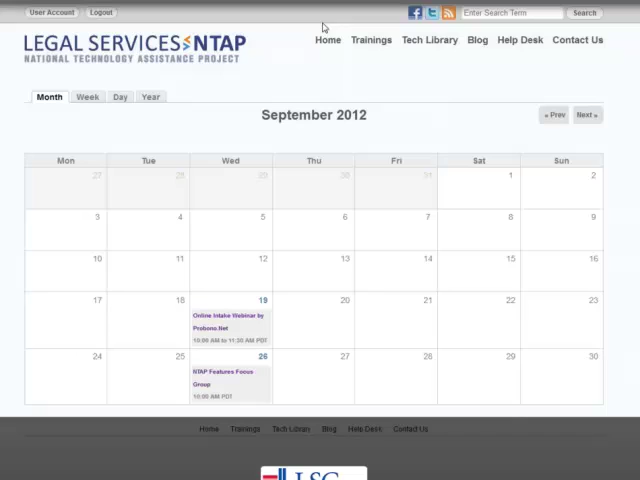 User Account Logout Enter Search Term Search
LEGAL SERVICES NTAP
NATIONAL TECHNOLOGY ASSISTANCE PROJECT
Home Trainings Tech Library Blog Help Desk Contact Us
Month Week Day Year
September 2012
« Prev Next »
Mon Tue Wed Thu Fri Sat Sun
27 28 29 30 31 1 2
3 4 5 6 7 8 9
10 11 12 13 14 15 16
17 18 19 20 21 22 23
Online Intake Webinar by
Probono.Net
10:00 AM to 11:30 AM PDT
24 25 26 27 28 29 30
NTAP Features Focus
Group
10:00 AM PDT
Home Trainings Tech Library Blog Help Desk Contact Us
LSC